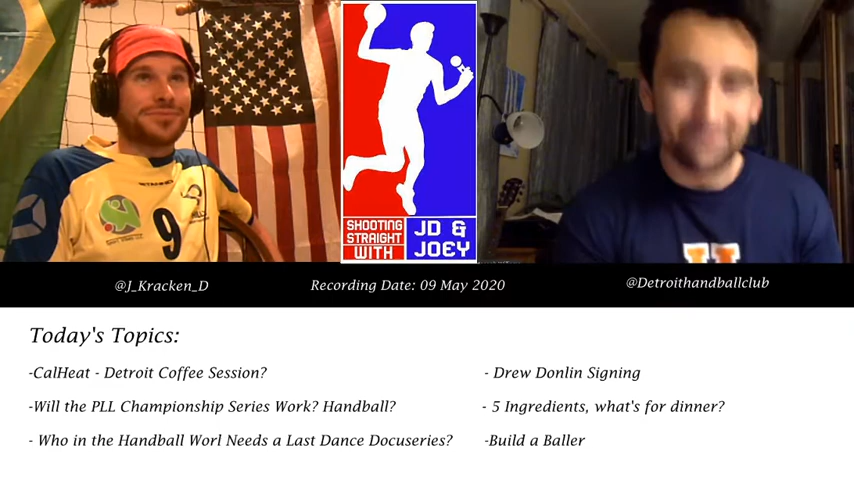 9
SHOOTING
STRAIGHT
WITH
JD &
JOEY
@J_Kracken_D
Recording Date: 09 May 2020
@Detroithandballclub
Today's Topics:
-CalHeat - Detroit Coffee Session?
- Drew Donlin Signing
-Will the PLL Championship Series Work? Handball?
- 5 Ingredients, what's for dinner?
- Who in the Handball Worl Needs a Last Dance Docuseries?
-Build a Baller